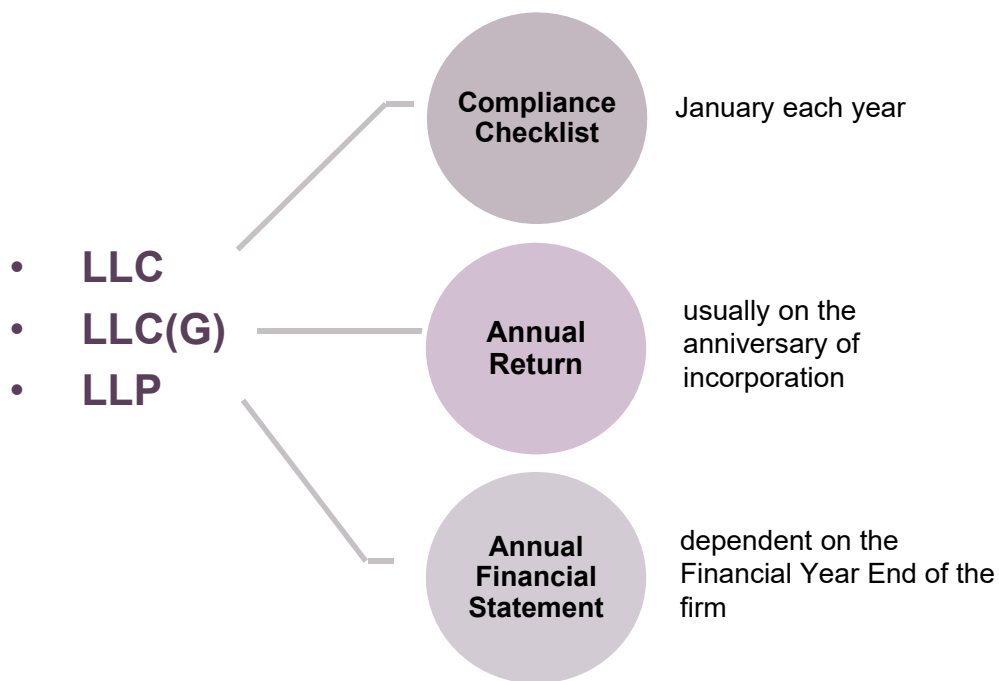 • LLC
• LLC(G)
• LLP
Compliance
Checklist
January each year
Annual
Return
usually on the
anniversary of
incorporation
Annual
Financial
Statement
dependent on the
Financial Year End of the
firm